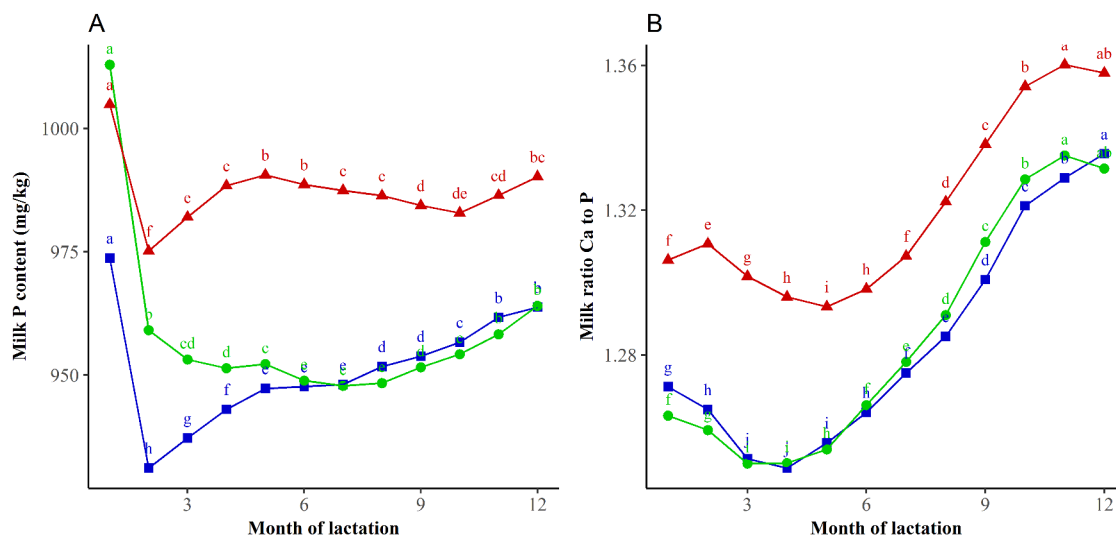 A
Milk P content (mg/kg)
1000
975
950
a
a f c c b b c c d de cd bc
b cd d c e d b b
a h g f e e e d d c b b
3 6 9 12
Month of lactation
B
Milk ratio Ca to P
1.36
1.32
1.28
f e g h i h f d c b a ab
g h j i h e d c b a
f g j j h f e d c b a ab
3 6 9 12
Month of lactation